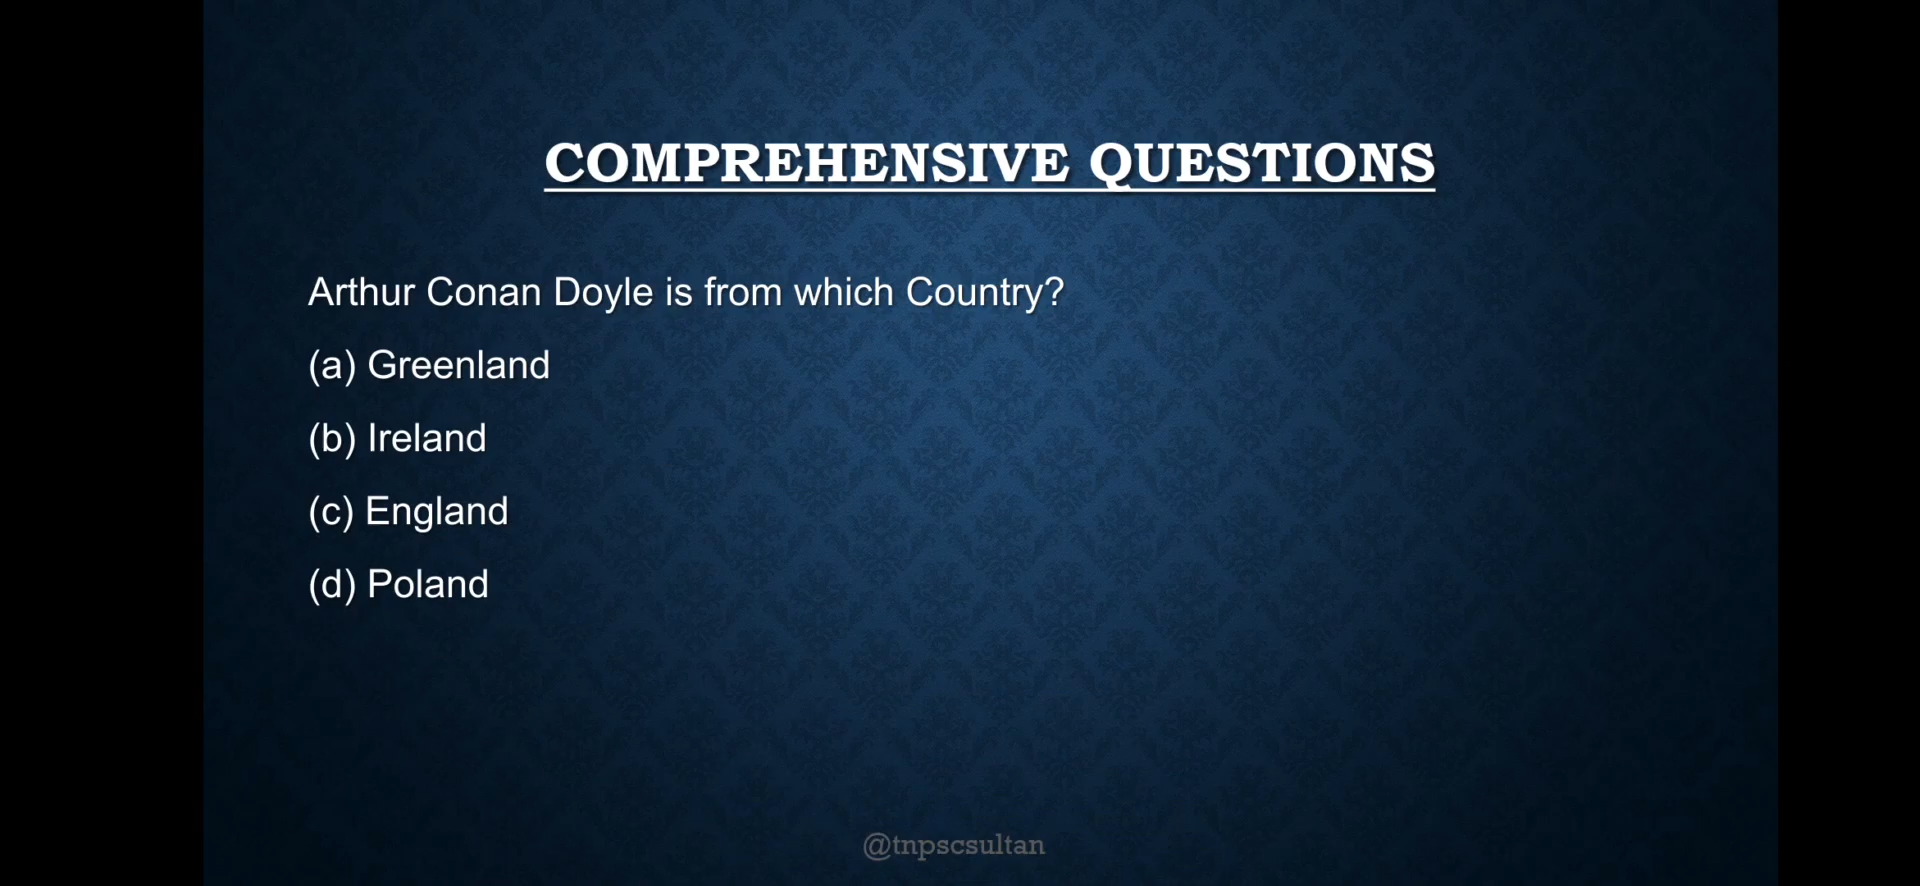 COMPREHENSIVE QUESTIONS
Arthur Conan Doyle is from which Country?
(a) Greenland
(b) Ireland
(c) England
(d) Poland
@tnpscsultan